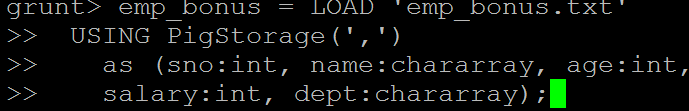 grunt> emp_bonus = LOAD 'emp_bonus.txt'
>>  USING PigStorage(',')
>>    as (sno:int, name:chararray, age:int,
>>    salary:int, dept:chararray);